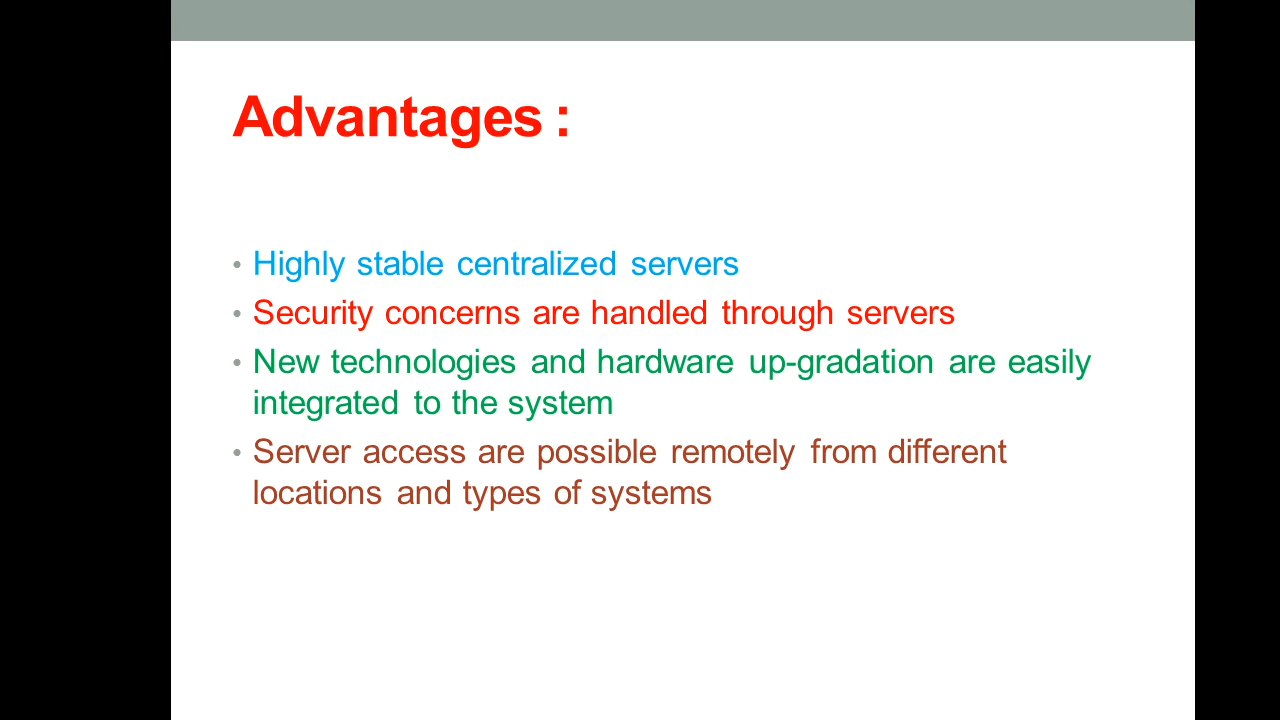 Advantages :
• Highly stable centralized servers
• Security concerns are handled through servers
• New technologies and hardware up-gradation are easily
integrated to the system
• Server access are possible remotely from different
locations and types of systems